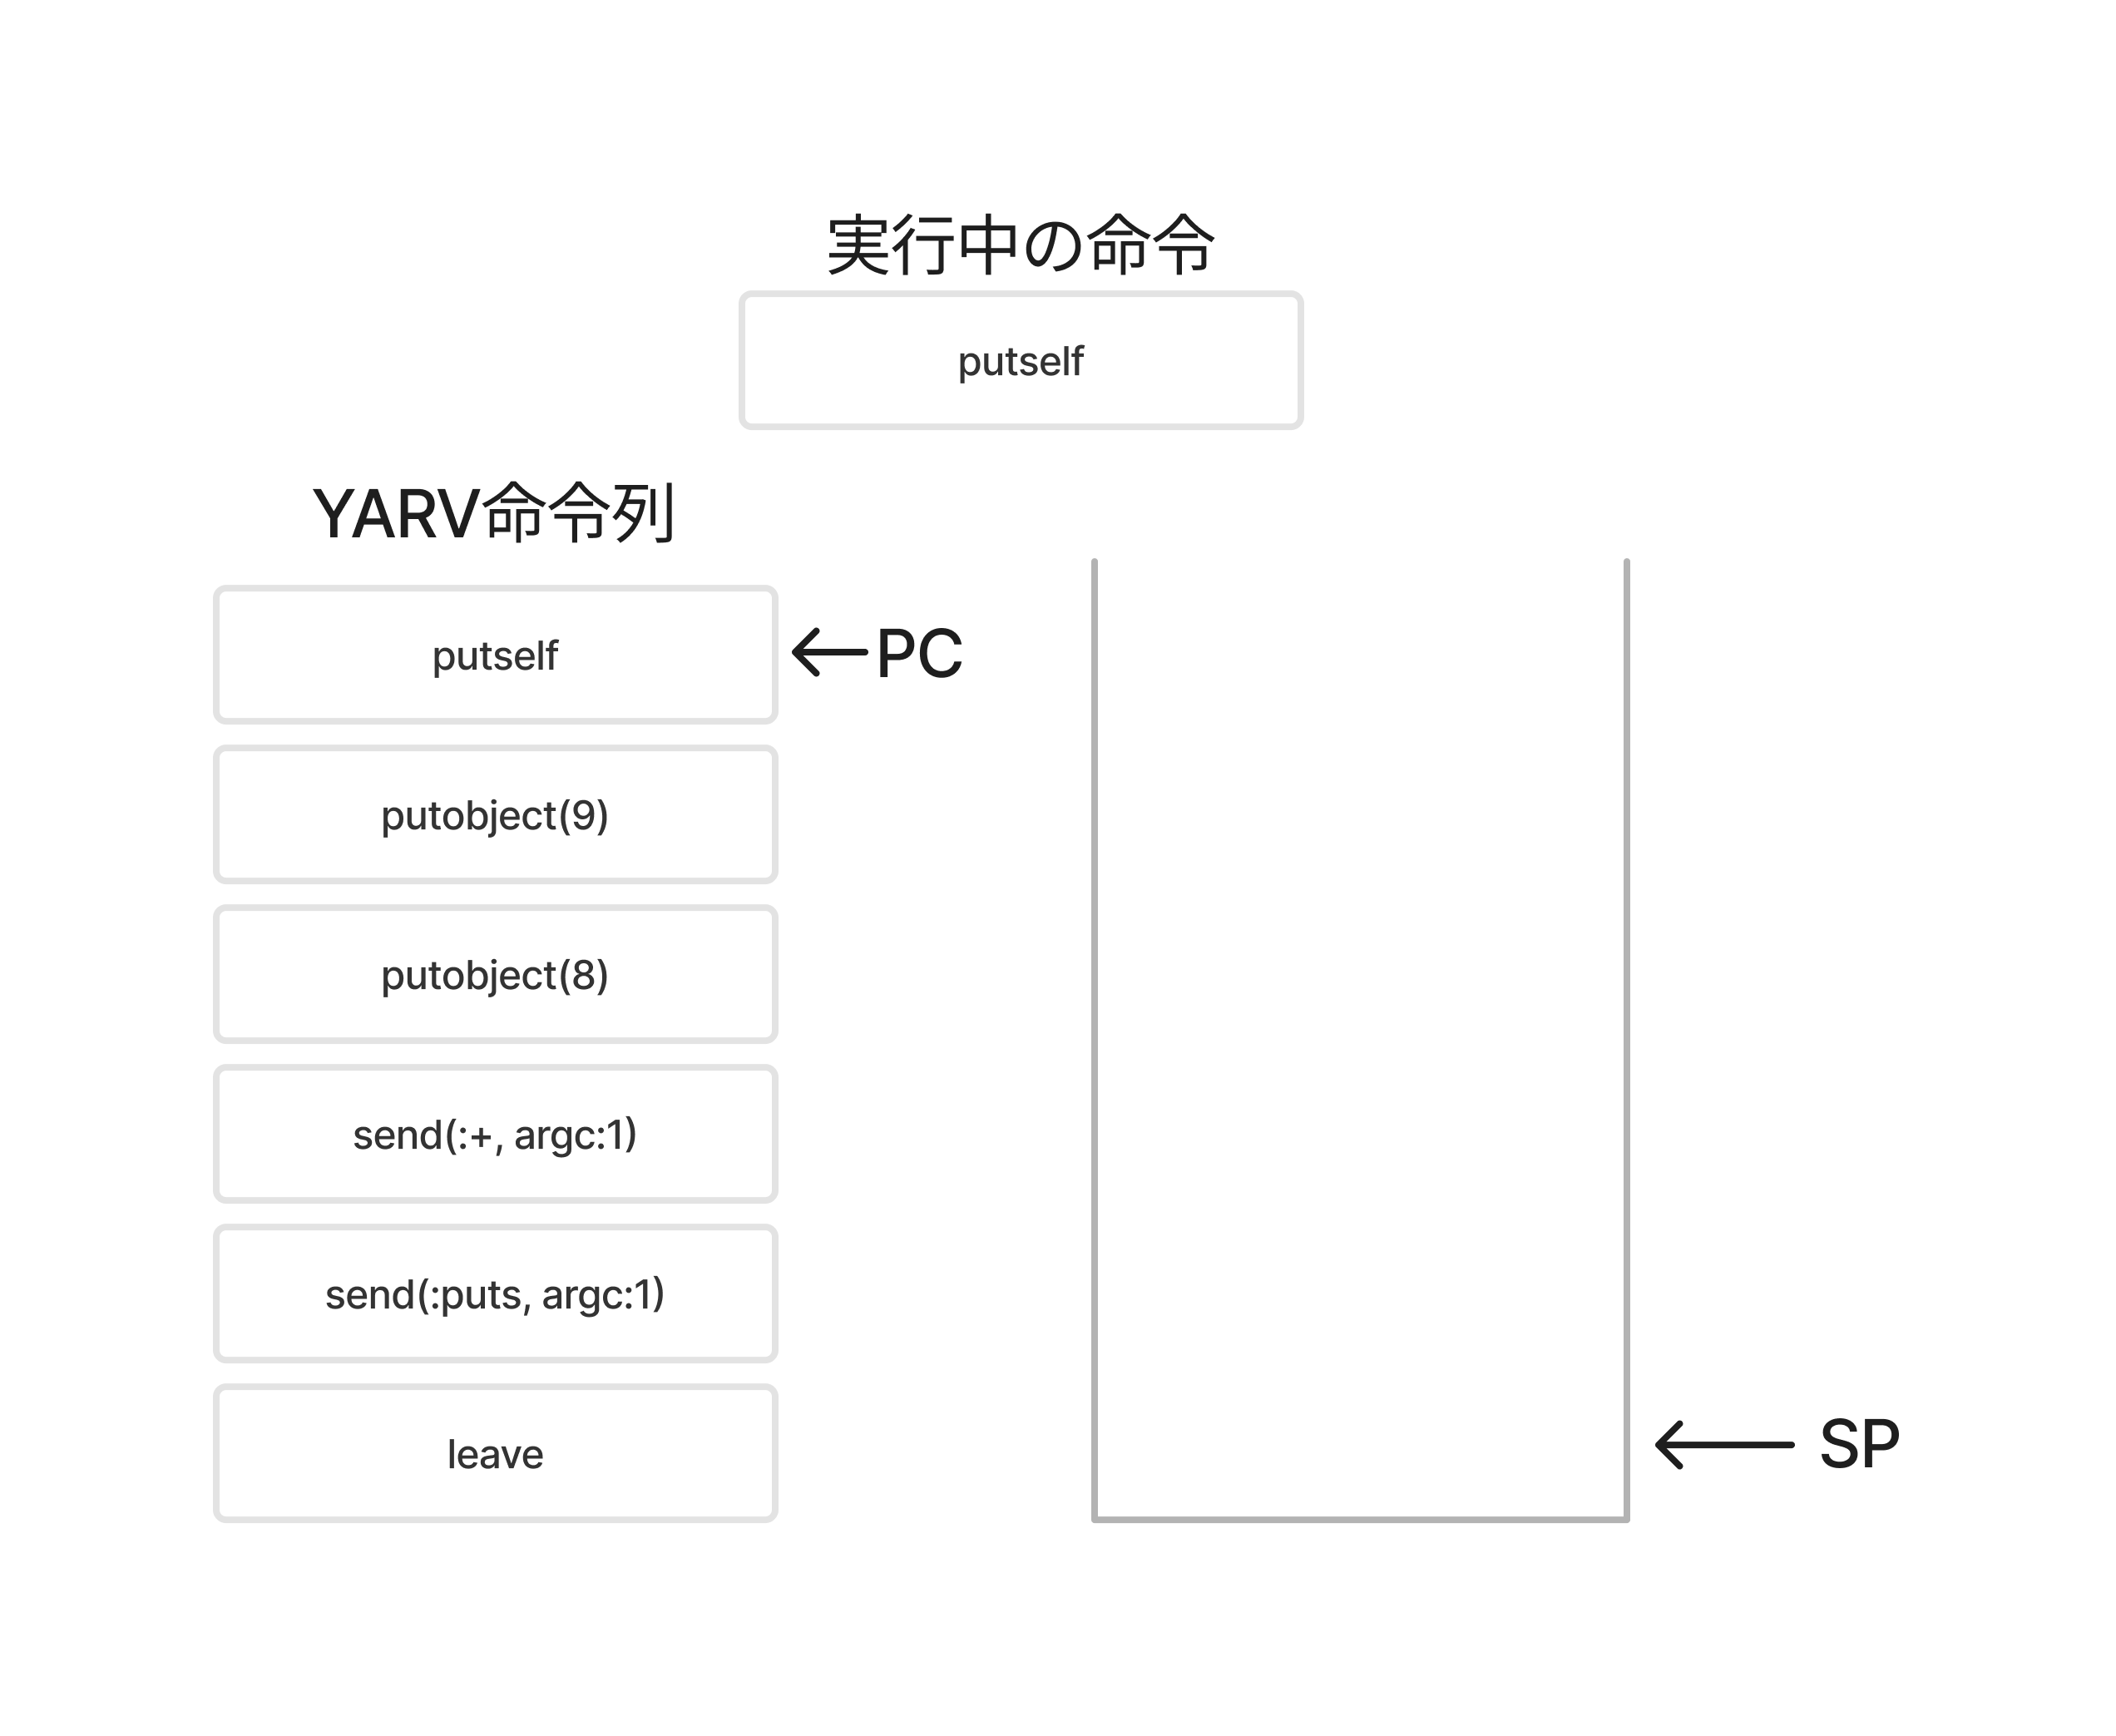 実行中の命令
putself
YARV命令列
putself
PC
putobject(9)
putobject(8)
send(:+, argc:1)
send(:puts, argc:1)
leave
SP